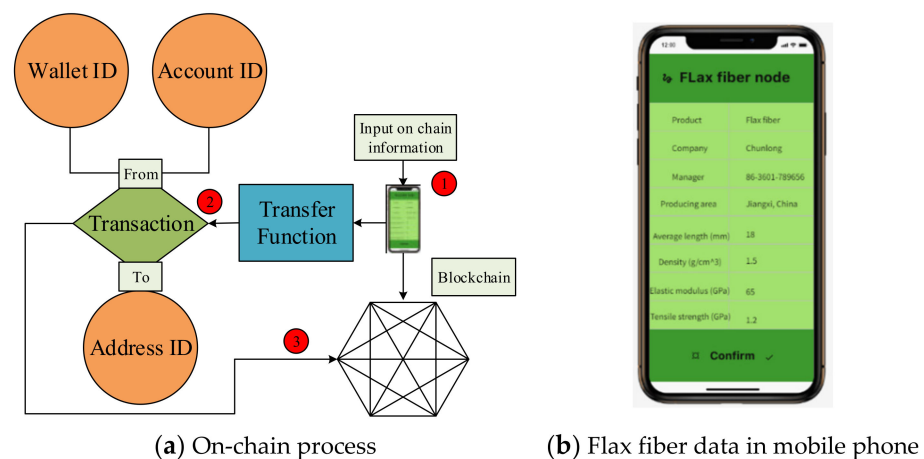 Wallet ID
Account ID
Input on chain
information
From
1
2
Transfer
Function
Transaction
To
Blockchain
3
Address ID
(a) On-chain process
12:00
FLax fiber node
Product Flax fiber
Company Chunlong
Manager 86-3601-789656
Producing area Jiangxi, China
Average length (mm) 18
Density (g/cm^3) 1.5
Elastic modulus (GPa) 65
Tensile strength (GPa) 1.2
Confirm
(b) Flax fiber data in mobile phone